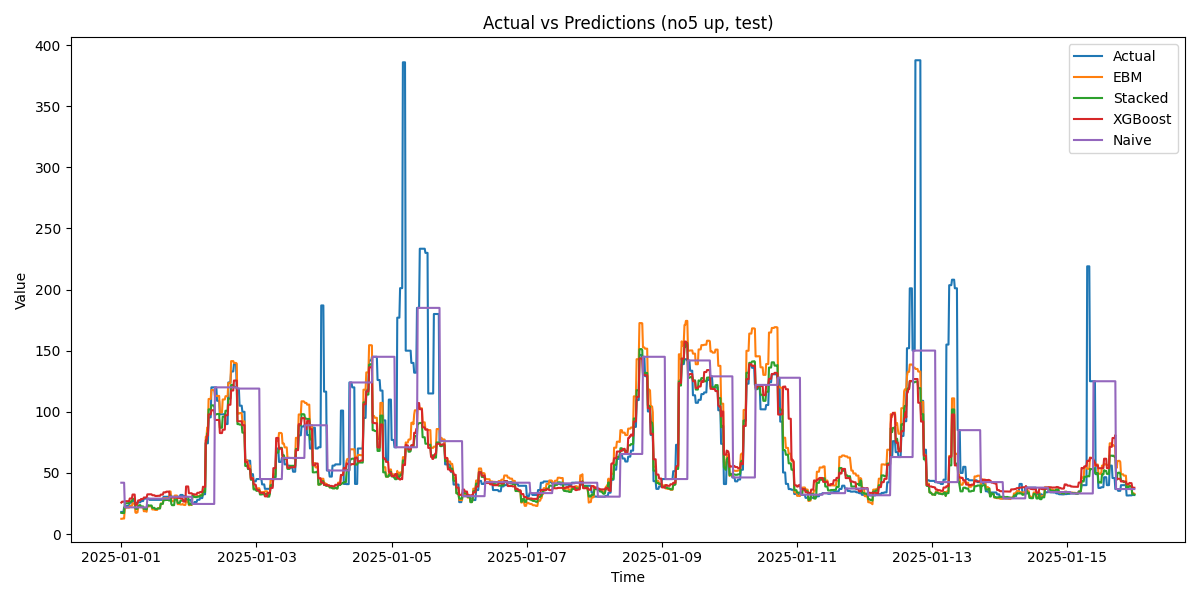 Actual vs Predictions (no5 up, test)
400
350
300
250
200
150
100
50
0
Value
2025-01-01
2025-01-03
2025-01-05
2025-01-07
2025-01-09
2025-01-11
2025-01-13
2025-01-15
Time
Actual
EBM
Stacked
XGBoost
Naive